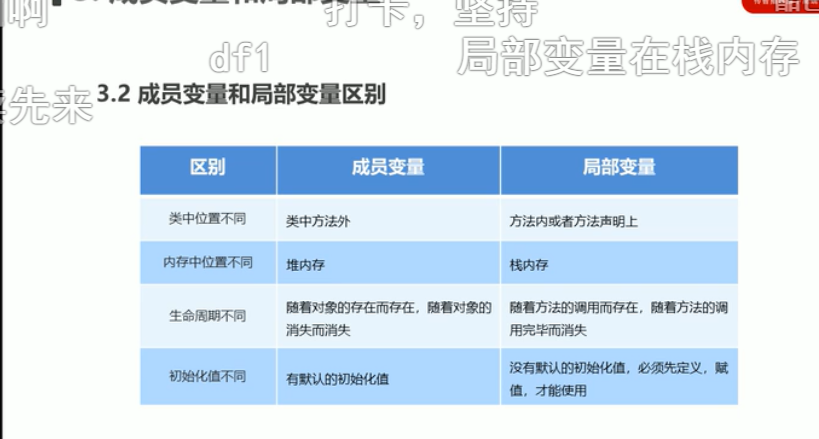 啊
打卡，坚持
df1
局部变量在栈内存
先来
3.2 成员变量和局部变量区别
区别 成员变量 局部变量
类中位置不同 类中方法外 方法内或者方法声明上
内存中位置不同 堆内存 栈内存
生命周期不同 随着对象的存在而存在，随着对象的 随着方法的调用而存在，随着方法的调
消失而消失 用完毕而消失
初始化值不同 有默认的初始化值 没有默认的初始化值，必须先定义，赋
值，才能使用